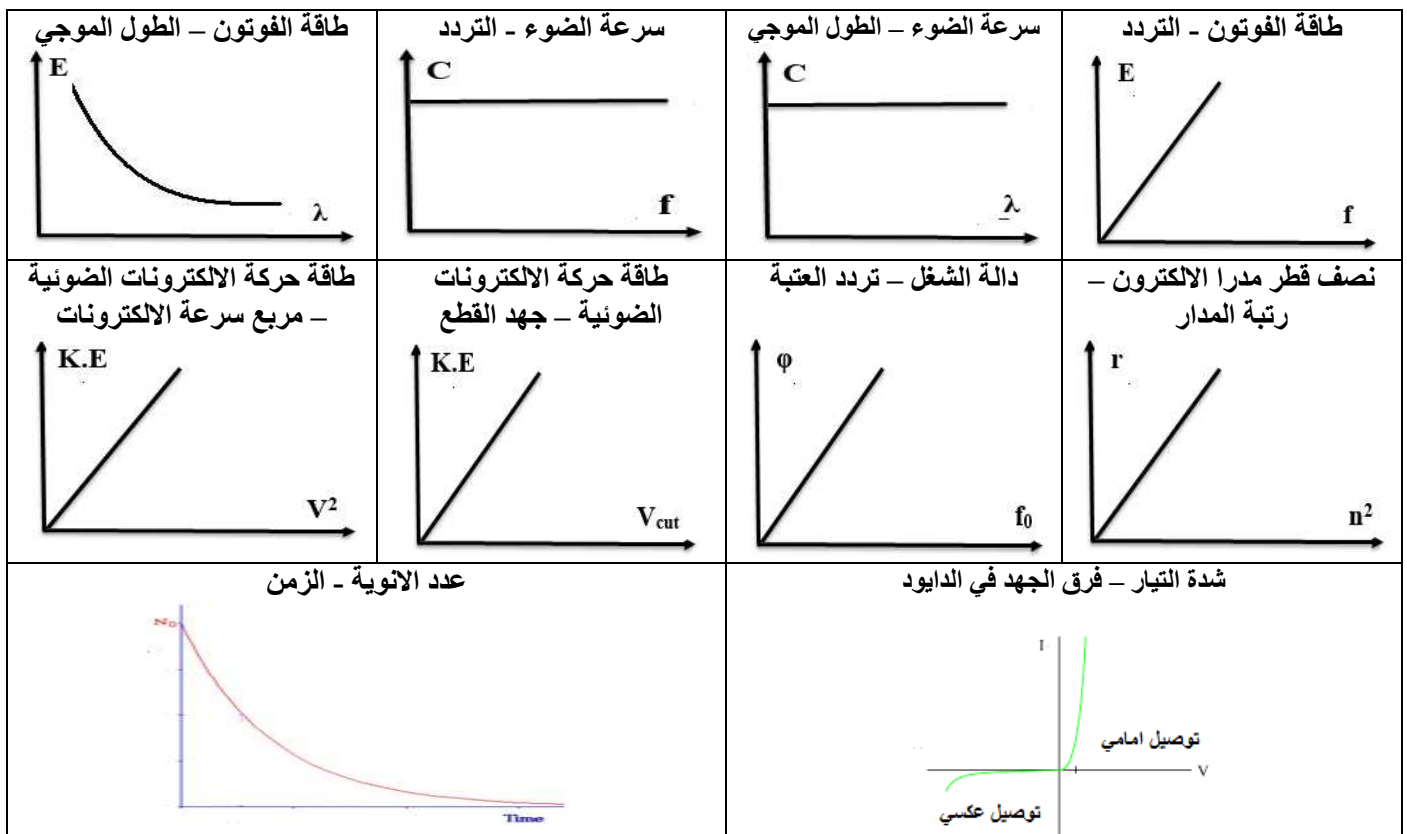 طاقة الفوتون - التردد
E
f
سرعة الضوء – الطول الموجي
C
λ
سرعة الضوء - التردد
C
f
طاقة الفوتون – الطول الموجي
E
λ
نصف قطر مدرا الالكترون –
رتبة المدار
r
n²
دالة الشغل – تردد العتبة
φ
f₀
طاقة حركة الالكترونات
الضوئية – جهد القطع
K.E
Vcut
طاقة حركة الالكترونات الضوئية
– مربع سرعة الالكترونات
K.E
V²
شدة التيار – فرق الجهد في الدايود
I
توصيل امامي
V
توصيل عكسي
عدد الانوية - الزمن
N₀
Time